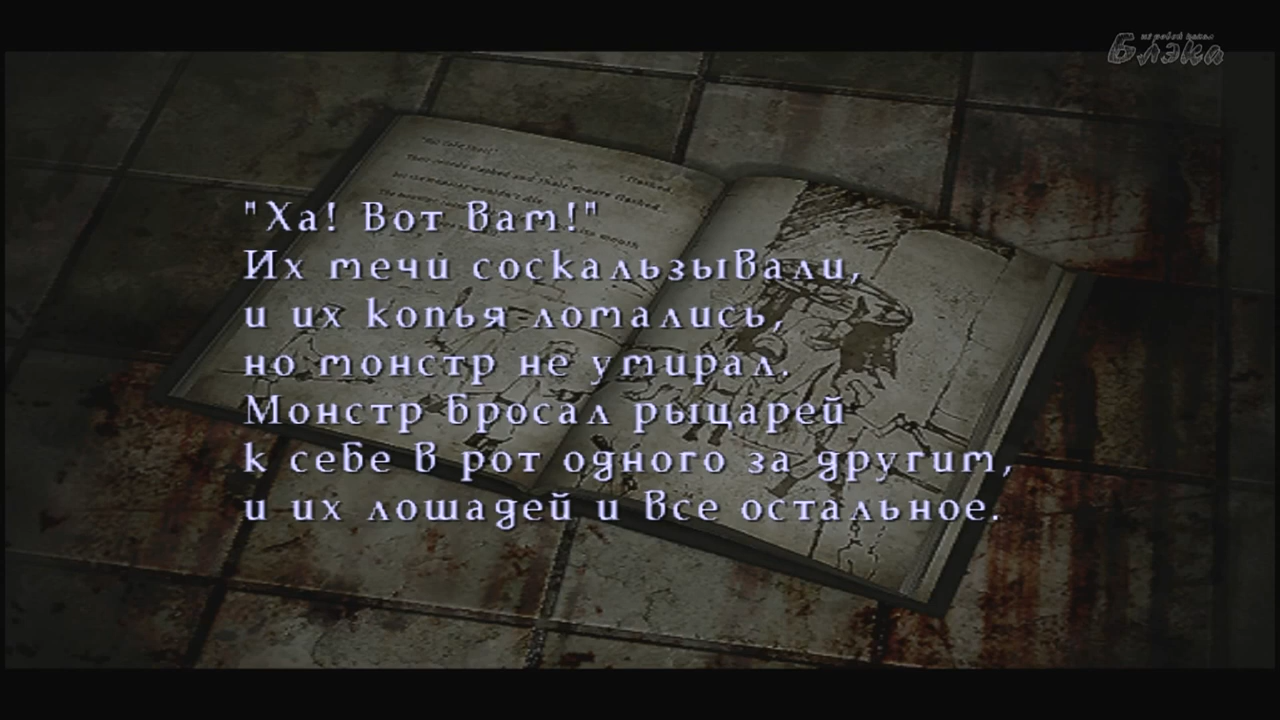 Блэка
"Ха! Вот вам!"
Их мечи соскальзывали,
и их копья ломались,
но монстр не умирал.
Монстр бросал рыцарей
к себе в рот одного за другим,
и их лошадей и все остальное.